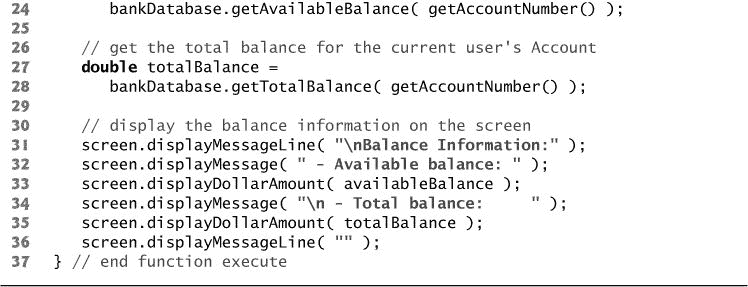 24 bankDatabase.getAvailableBalance( getAccountNumber() );
25
26 // get the total balance for the current user's Account
27 double totalBalance =
28 bankDatabase.getTotalBalance( getAccountNumber() );
29
30 // display the balance information on the screen
31 screen.displayMessageLine( "\nBalance Information:" );
32 screen.displayMessage( " - Available balance: " );
33 screen.displayDollarAmount( availableBalance );
34 screen.displayMessage( "\n - Total balance:     " );
35 screen.displayDollarAmount( totalBalance );
36 screen.displayMessageLine( "" );
37 } // end function execute